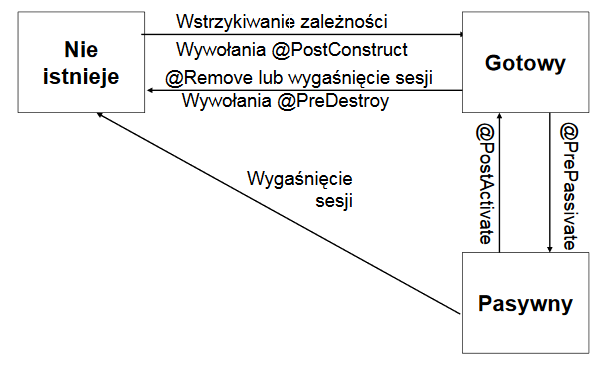 Nie
istnieje
Wstrzykiwanie zależności
Wywołania @PostConstruct
@Remove lub wygaśnięcie sesji
Wywołania @PreDestroy
Gotowy
@PostActivate
@PrePassivate
Wygaśnięcie
sesji
Pasywny